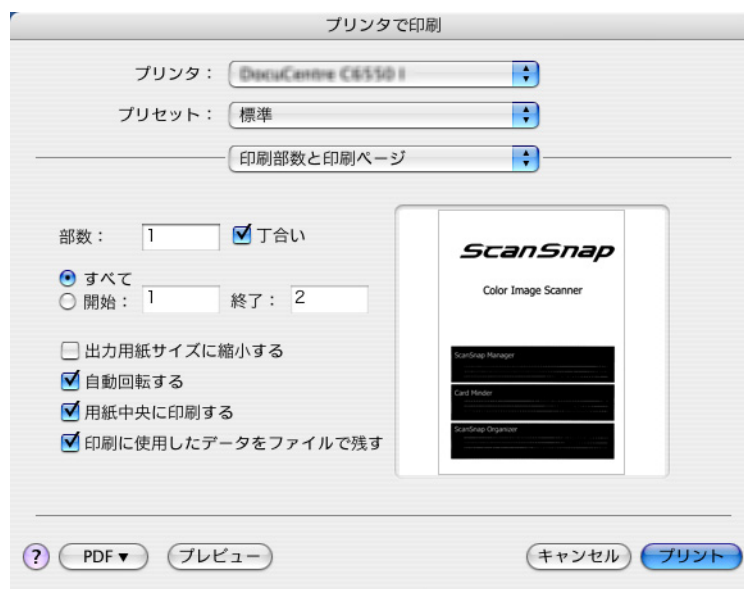 プリンタで印刷
プリンタ： DocuCentre C6550 I
プリセット： 標準
印刷部数と印刷ページ
部数： 1 丁合い
すべて
開始： 1 終了： 2
出力用紙サイズに縮小する
自動回転する
用紙中央に印刷する
印刷に使用したデータをファイルで残す
ScanSnap
Color Image Scanner
ScanSnap Manager
Card Minder
ScanSnap Organizer
? PDF▼ プレビュー キャンセル プリント